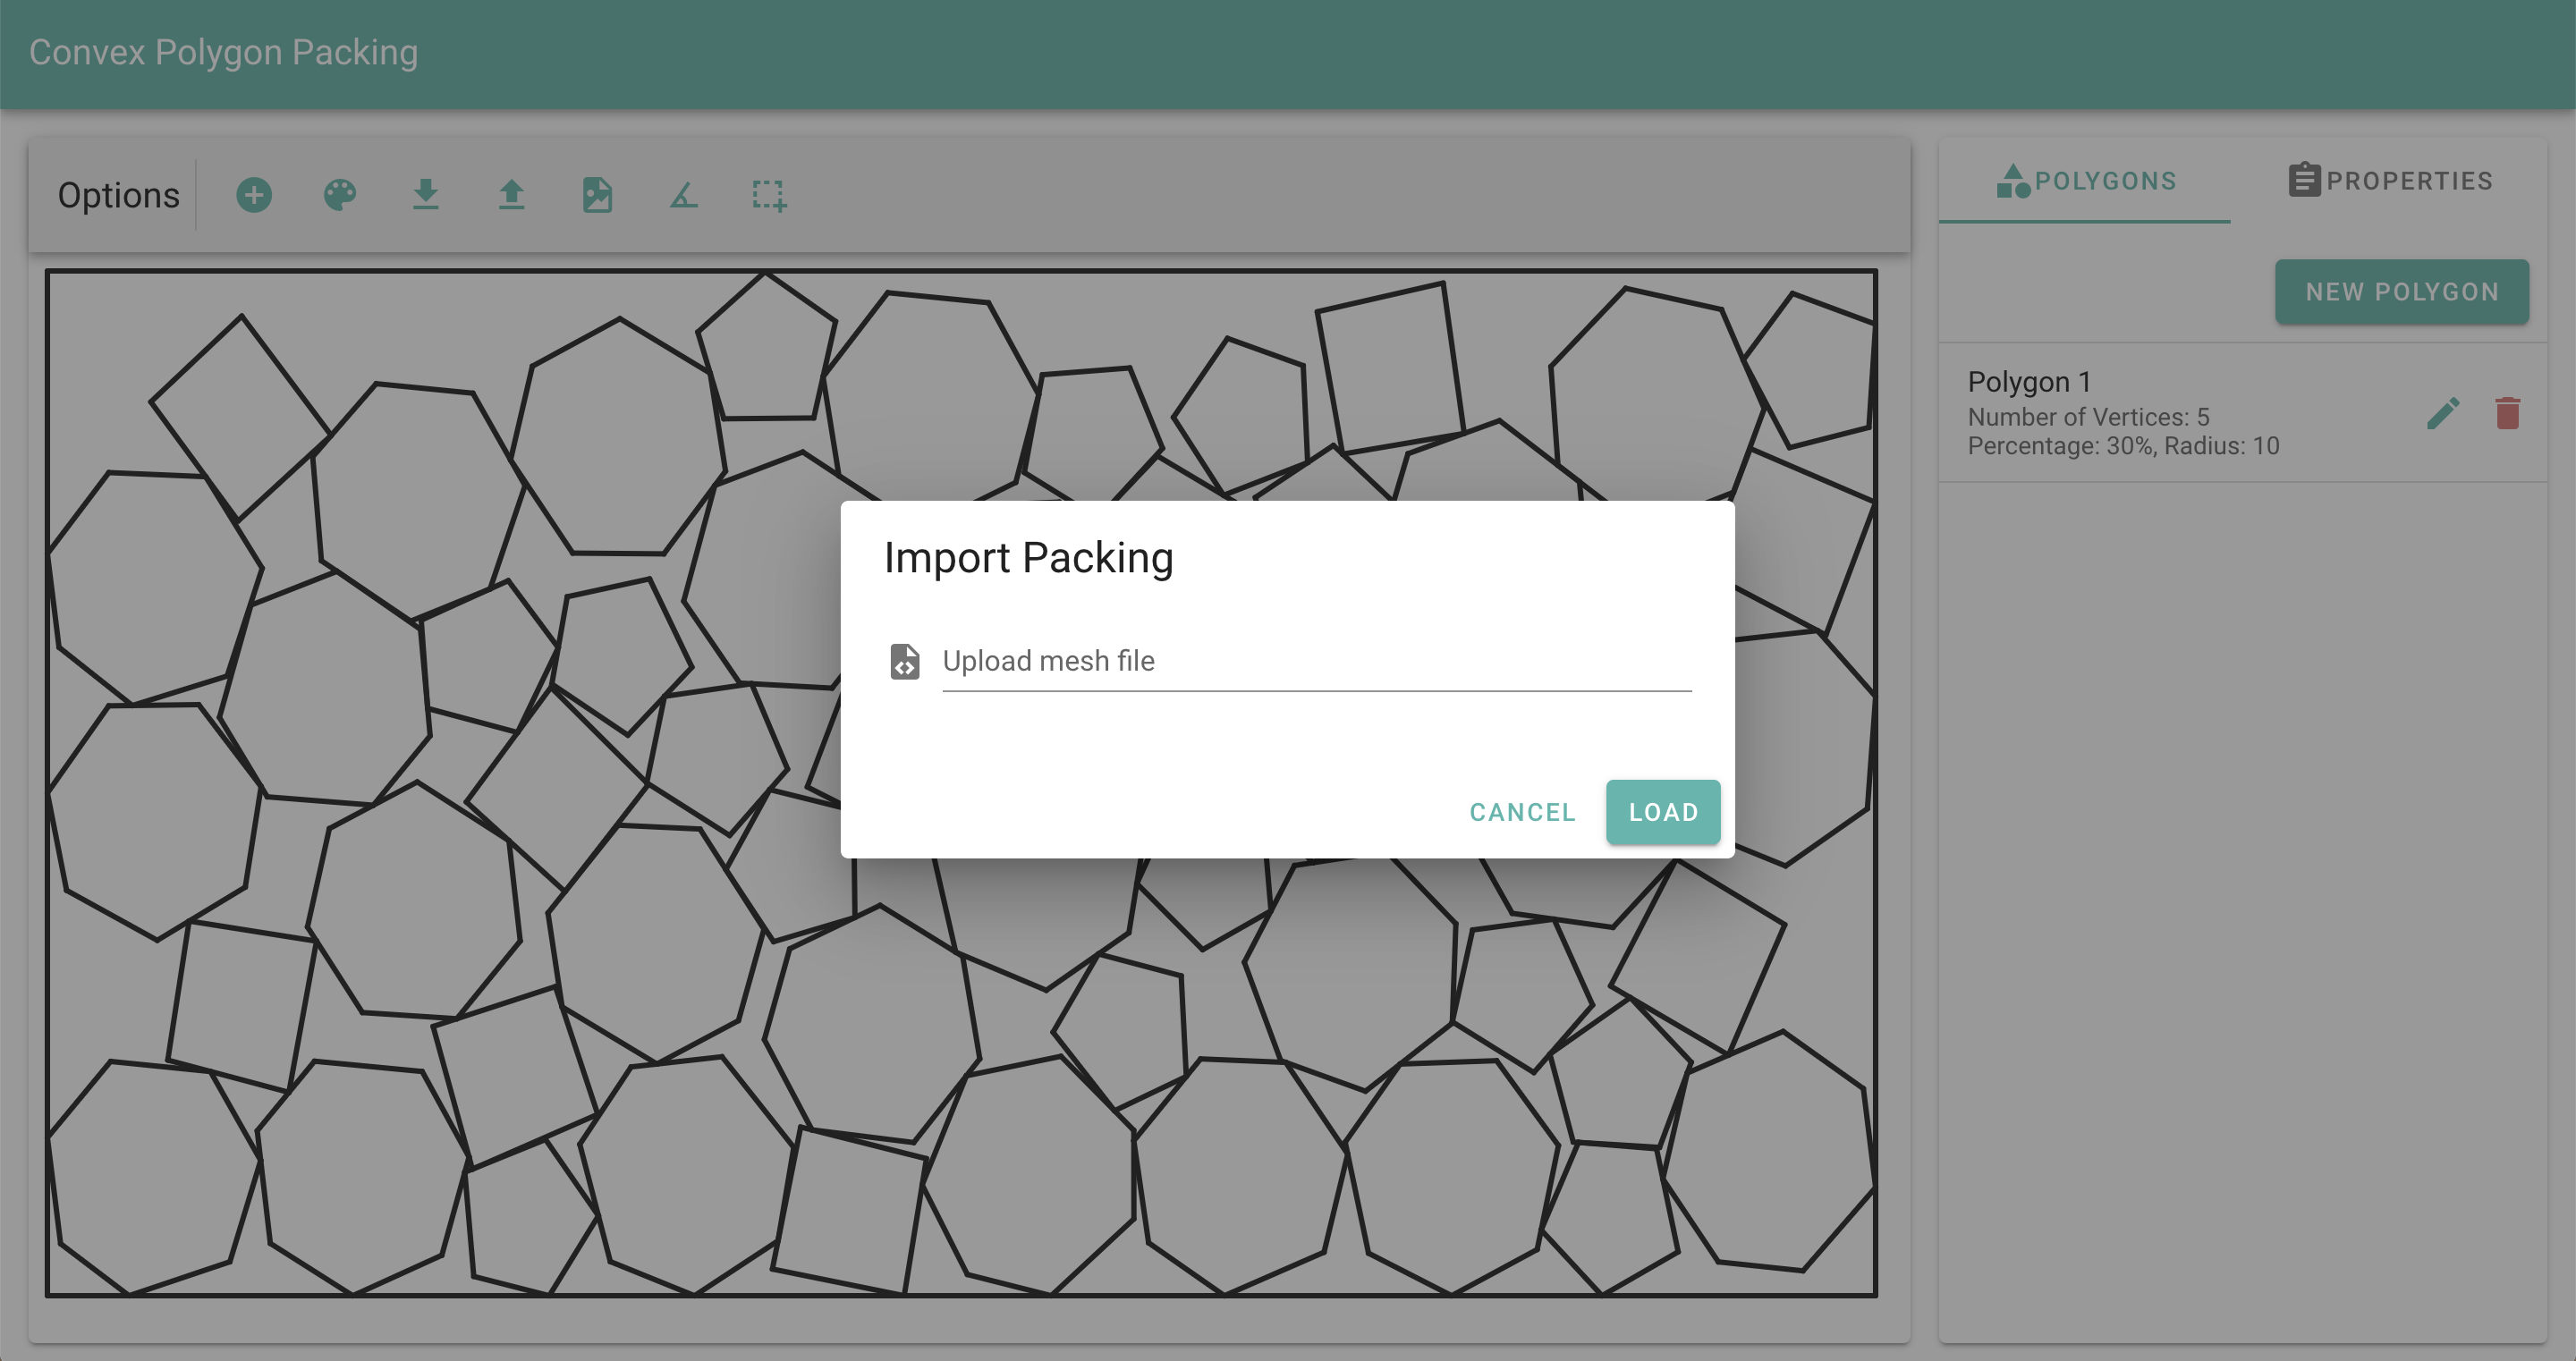 Convex Polygon Packing
Options
POLYGONS
PROPERTIES
NEW POLYGON
Polygon 1
Number of Vertices: 5
Percentage: 30%, Radius: 10
Import Packing
Upload mesh file
CANCEL
LOAD